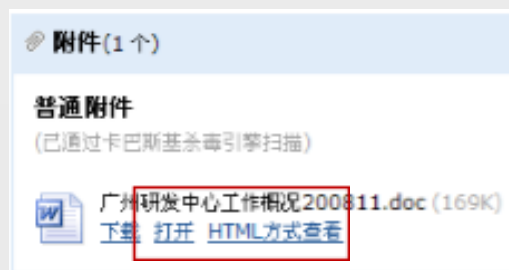 附件(1 个)
普通附件
(已通过卡巴斯基杀毒引擎扫描)
广州研发中心工作概况200811.doc (169K)
下载 打开 HTML方式查看